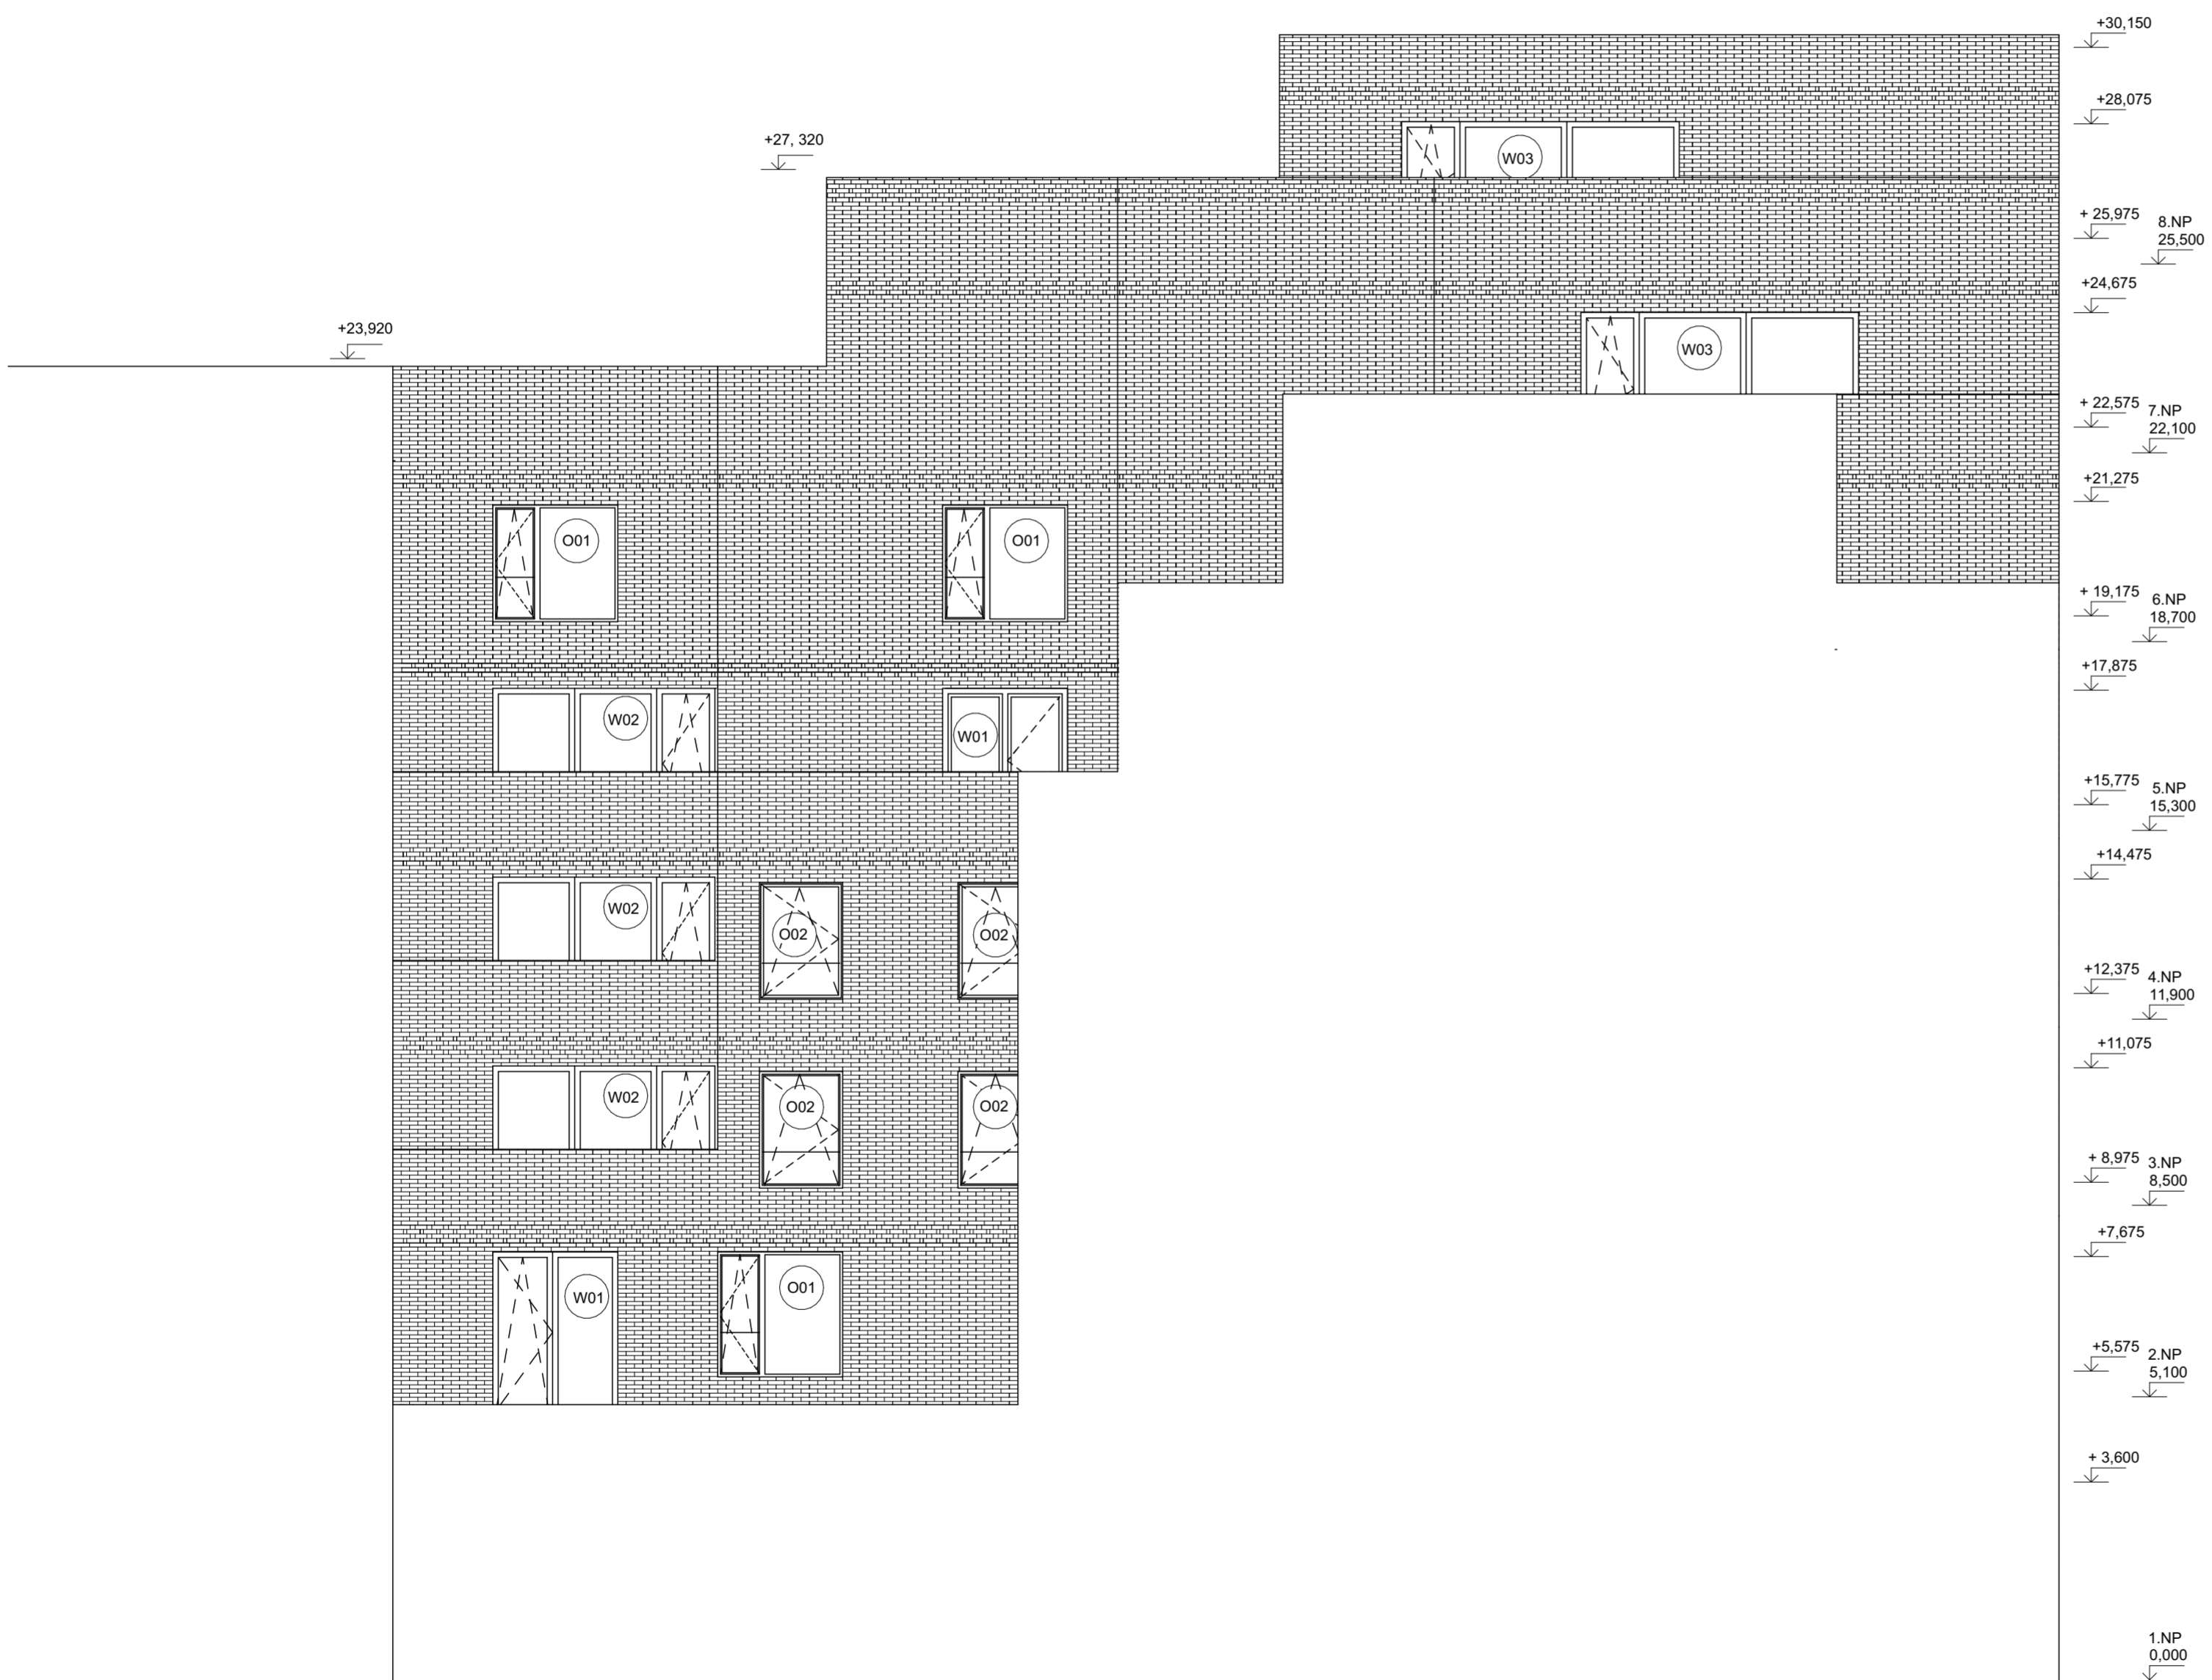 +30,150
+28,075
+27, 320
W03
+ 25,975
8.NP
25,500
+24,675
+23,920
W03
+ 22,575
7.NP
22,100
+21,275
O01
O01
+ 19,175
6.NP
18,700
+17,875
W02
W01
+15,775
5.NP
15,300
+14,475
W02
O02
O02
+12,375
4.NP
11,900
+11,075
W02
O02
O02
+ 8,975
3.NP
8,500
+7,675
W01
O01
+5,575
2.NP
5,100
+ 3,600
1.NP
0,000